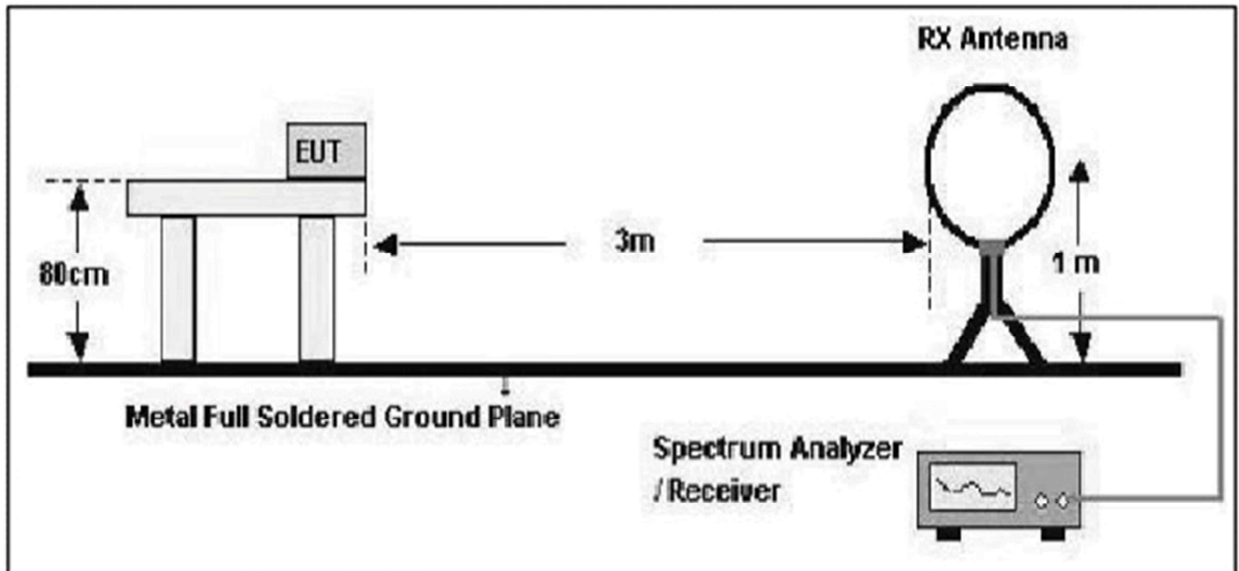 RX Antenna
EUT
3m
80cm
1 m
Metal Full Soldered Ground Plane
Spectrum Analyzer
/Receiver